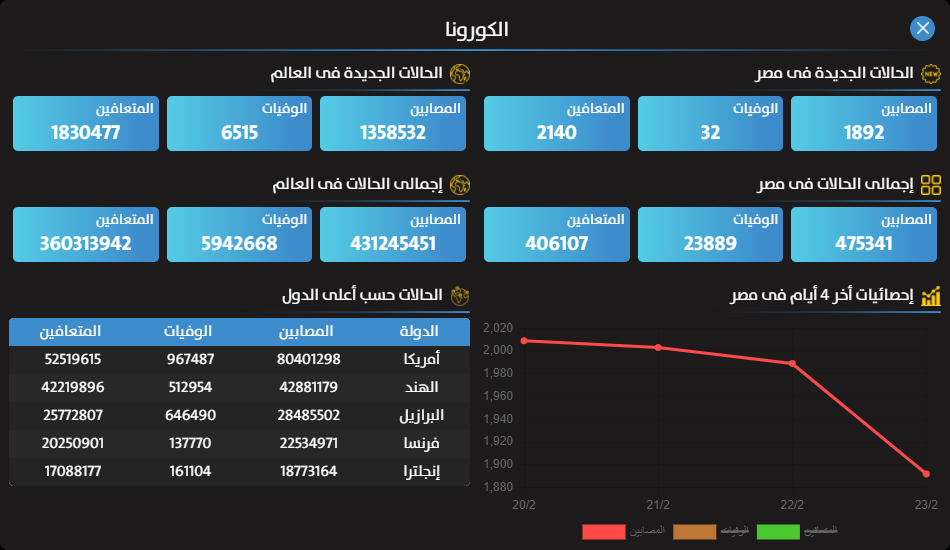 الكورونا
الحالات الجديدة فى مصر
NEW
المصابين
1892
الوفيات
32
المتعافين
2140
الحالات الجديدة فى العالم
المصابين
1358532
الوفيات
6515
المتعافين
1830477
إجمالى الحالات فى مصر
المصابين
475341
الوفيات
23889
المتعافين
406107
إجمالى الحالات فى العالم
المصابين
431245451
الوفيات
5942668
المتعافين
360313942
إحصائيات أخر 4 أيام فى مصر
2,020
2,000
1,980
1,960
1,940
1,920
1,900
1,880
20/2 21/2 22/2 23/2
المصابين الوفيات المتعافين
الحالات حسب أعلى الدول
الدولة المصابين الوفيات المتعافين
أمريكا 80401298 967487 52519615
الهند 42881179 512954 42219896
البرازيل 28485502 646490 25772807
فرنسا 22534971 137770 20250901
إنجلترا 18773164 161104 17088177